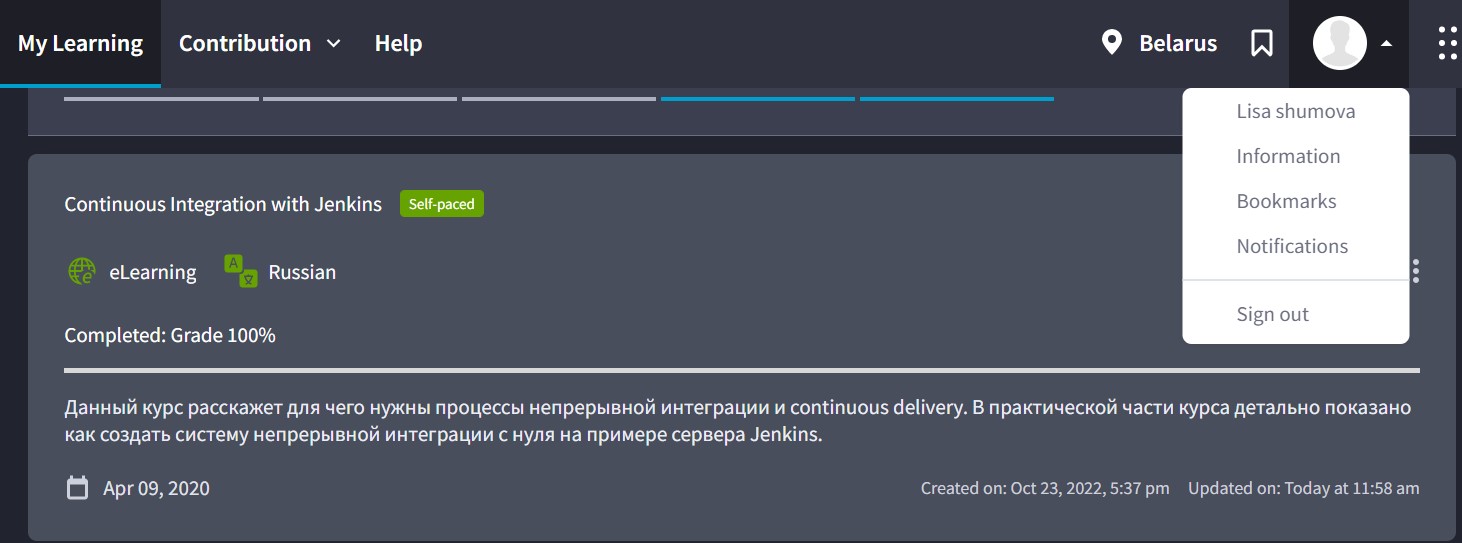 My Learning Contribution Help Belarus
Lisa shumova
Information
Bookmarks
Notifications
Sign out
Continuous Integration with Jenkins Self-paced
eLearning Russian
Completed: Grade 100%
Данный курс расскажет для чего нужны процессы непрерывной интеграции и continuous delivery. В практической части курса детально показано
как создать систему непрерывной интеграции с нуля на примере сервера Jenkins.
Apr 09, 2020 Created on: Oct 23, 2022, 5:37 pm Updated on: Today at 11:58 am